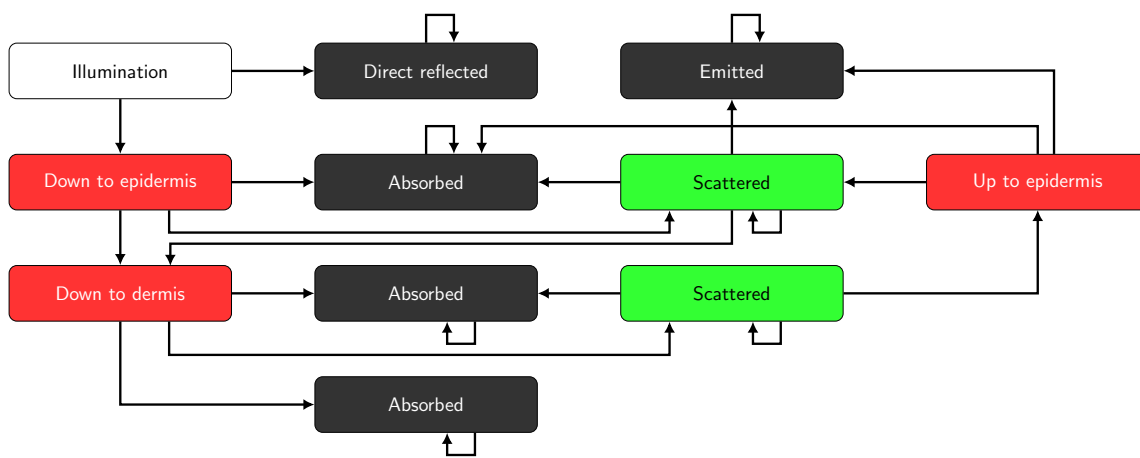 Illumination
Direct reflected
Emitted
Down to epidermis
Absorbed
Scattered
Up to epidermis
Down to dermis
Absorbed
Scattered
Absorbed